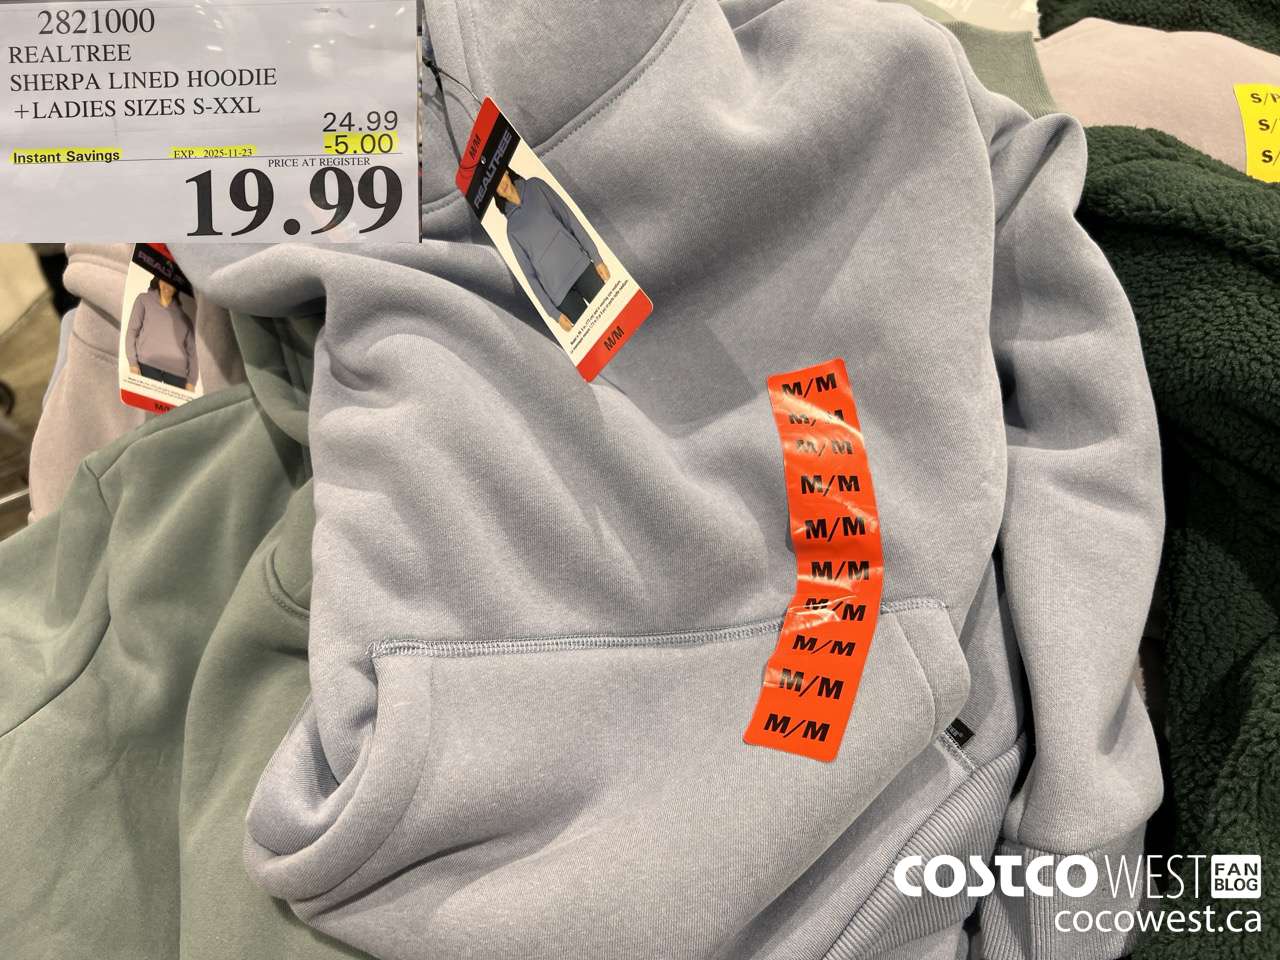 2821000
REALTREE
SHERPA LINED HOODIE
+LADIES SIZES S-XXL
24.99
Instant Savings
EXP. 2025-11-23
-5.00
PRICE AT REGISTER
19.99
M/M
REALTREE
M/M
M/M
M/M
M/M
M/M
M/M
M/M
M/M
M/M
M/M
M/M
S/
S/
COSTCO WEST FAN BLOG
cocowest.ca